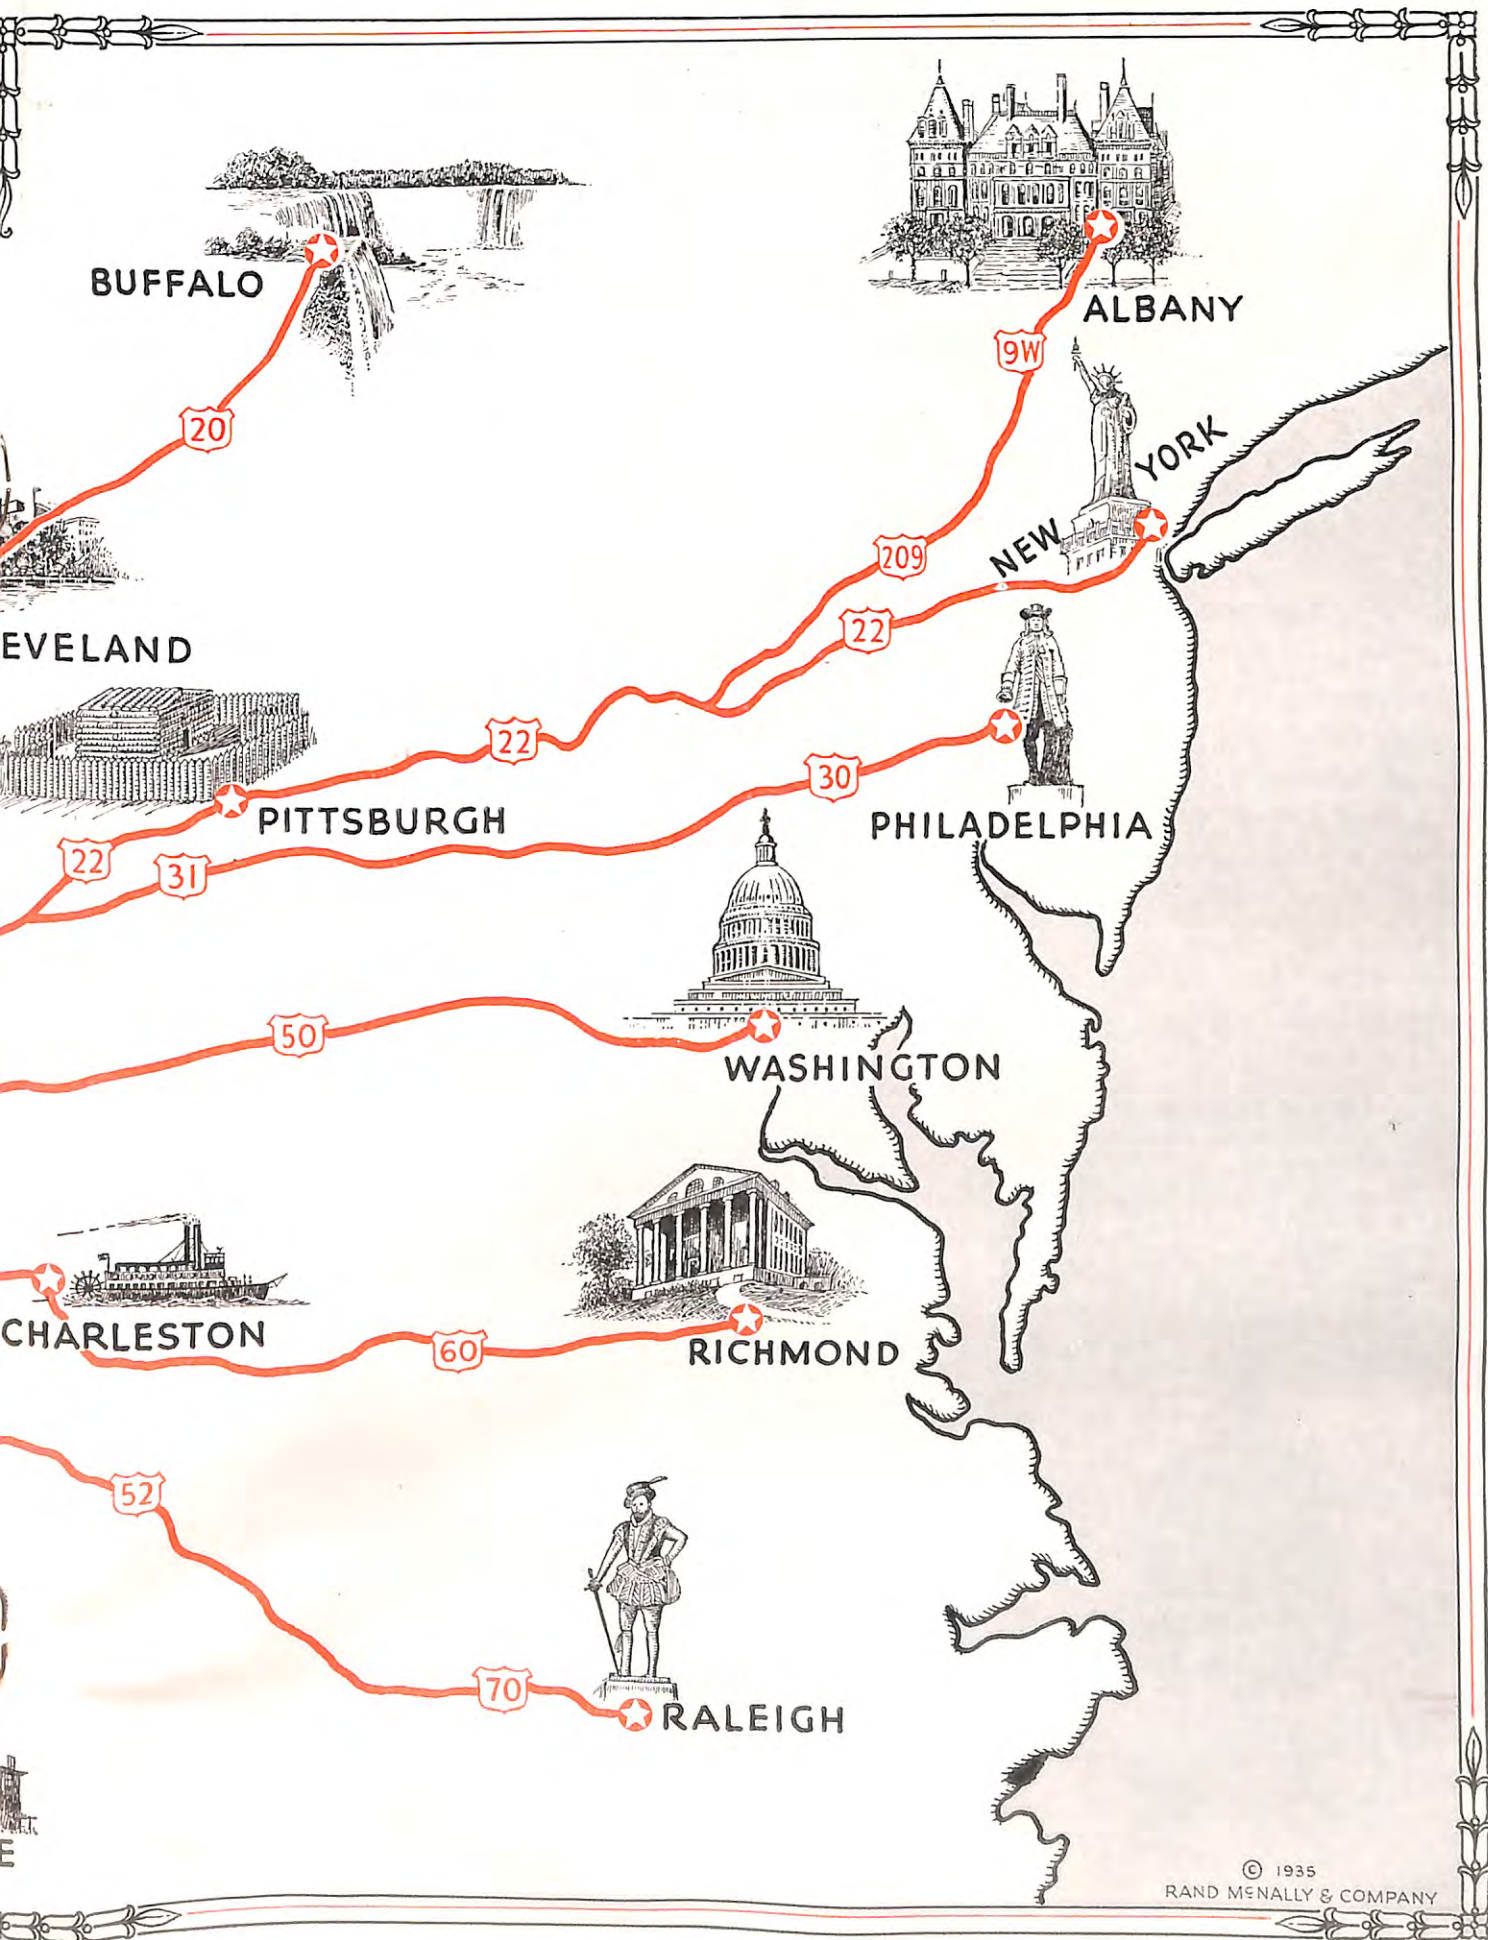 BUFFALO
ALBANY
9W
20
NEW YORK
209
22
EVELAND
22
30
PITTSBURGH
PHILADELPHIA
22
31
50
WASHINGTON
CHARLESTON
60
RICHMOND
52
70
RALEIGH
E
© 1935
RAND McNALLY & COMPANY